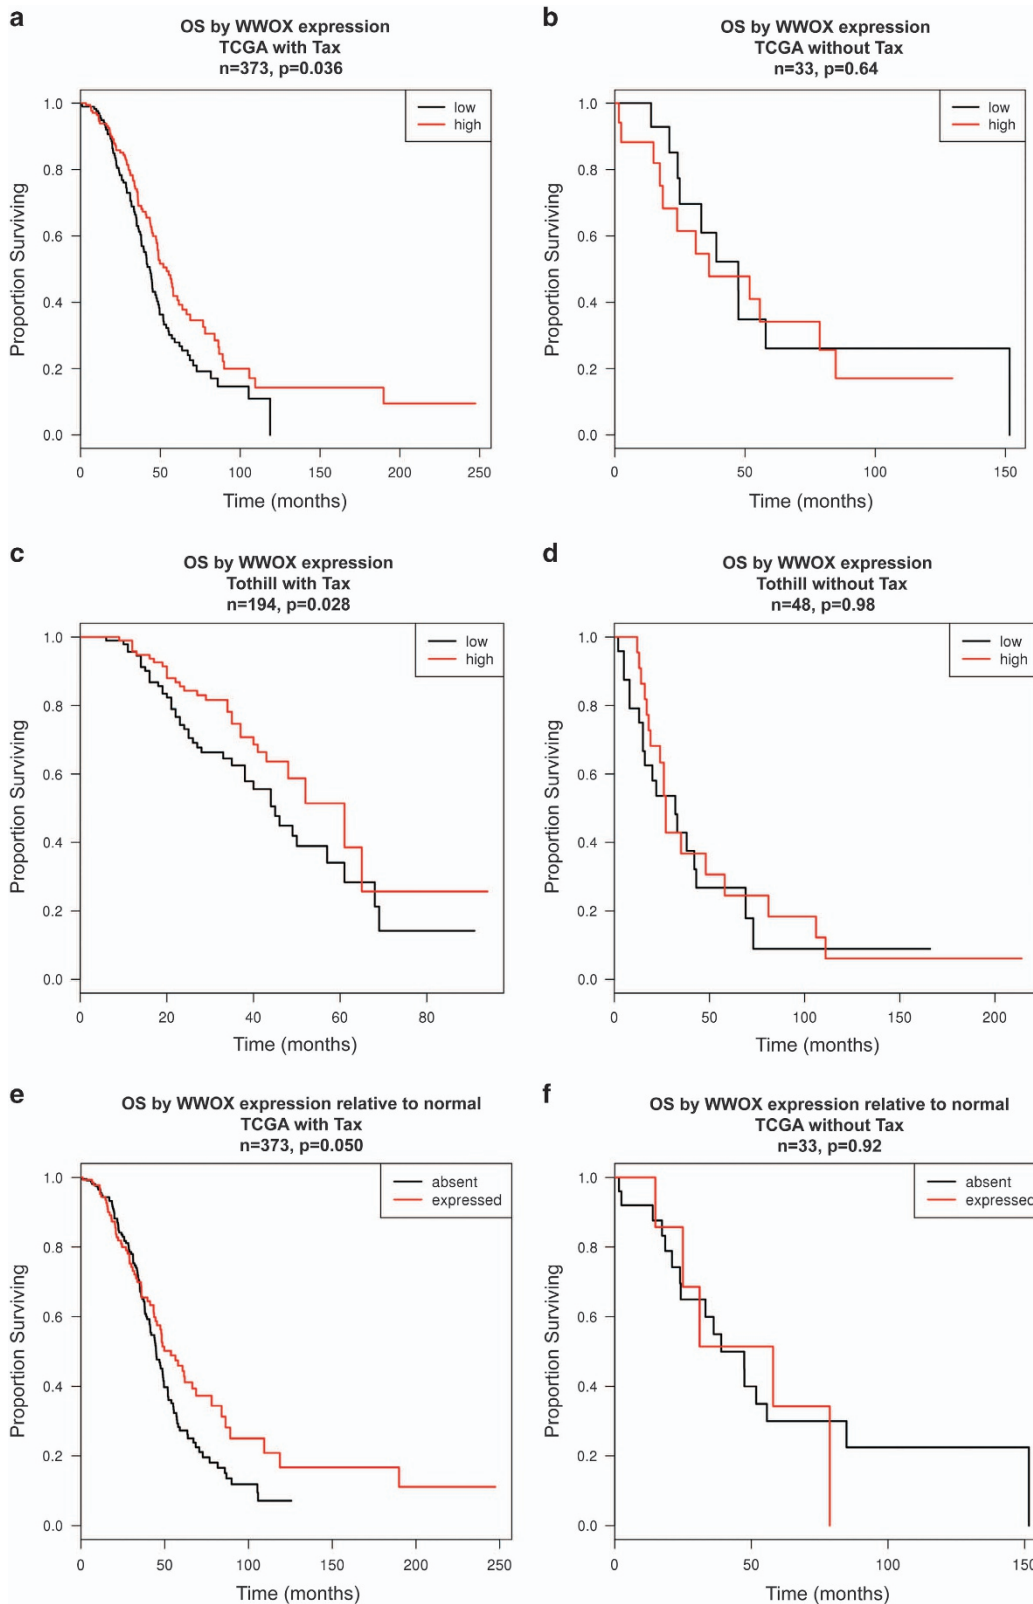 a
OS by WWOX expression
TCGA with Tax
n=373, p=0.036
low
high
Proportion Surviving
1.0
0.8
0.6
0.4
0.2
0.0
0 50 100 150 200 250
Time (months)
b
OS by WWOX expression
TCGA without Tax
n=33, p=0.64
low
high
Proportion Surviving
1.0
0.8
0.6
0.4
0.2
0.0
0 50 100 150
Time (months)
c
OS by WWOX expression
Tothill with Tax
n=194, p=0.028
low
high
Proportion Surviving
1.0
0.8
0.6
0.4
0.2
0.0
0 20 40 60 80
Time (months)
d
OS by WWOX expression
Tothill without Tax
n=48, p=0.98
low
high
Proportion Surviving
1.0
0.8
0.6
0.4
0.2
0.0
0 50 100 150 200
Time (months)
e
OS by WWOX expression relative to normal
TCGA with Tax
n=373, p=0.050
absent
expressed
Proportion Surviving
1.0
0.8
0.6
0.4
0.2
0.0
0 50 100 150 200 250
Time (months)
f
OS by WWOX expression relative to normal
TCGA without Tax
n=33, p=0.92
absent
expressed
Proportion Surviving
1.0
0.8
0.6
0.4
0.2
0.0
0 50 100 150
Time (months)